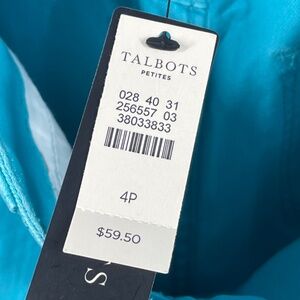 TALBOTS
PETITES
028 40 31
256557 03
38033833
4P
$59.50
S